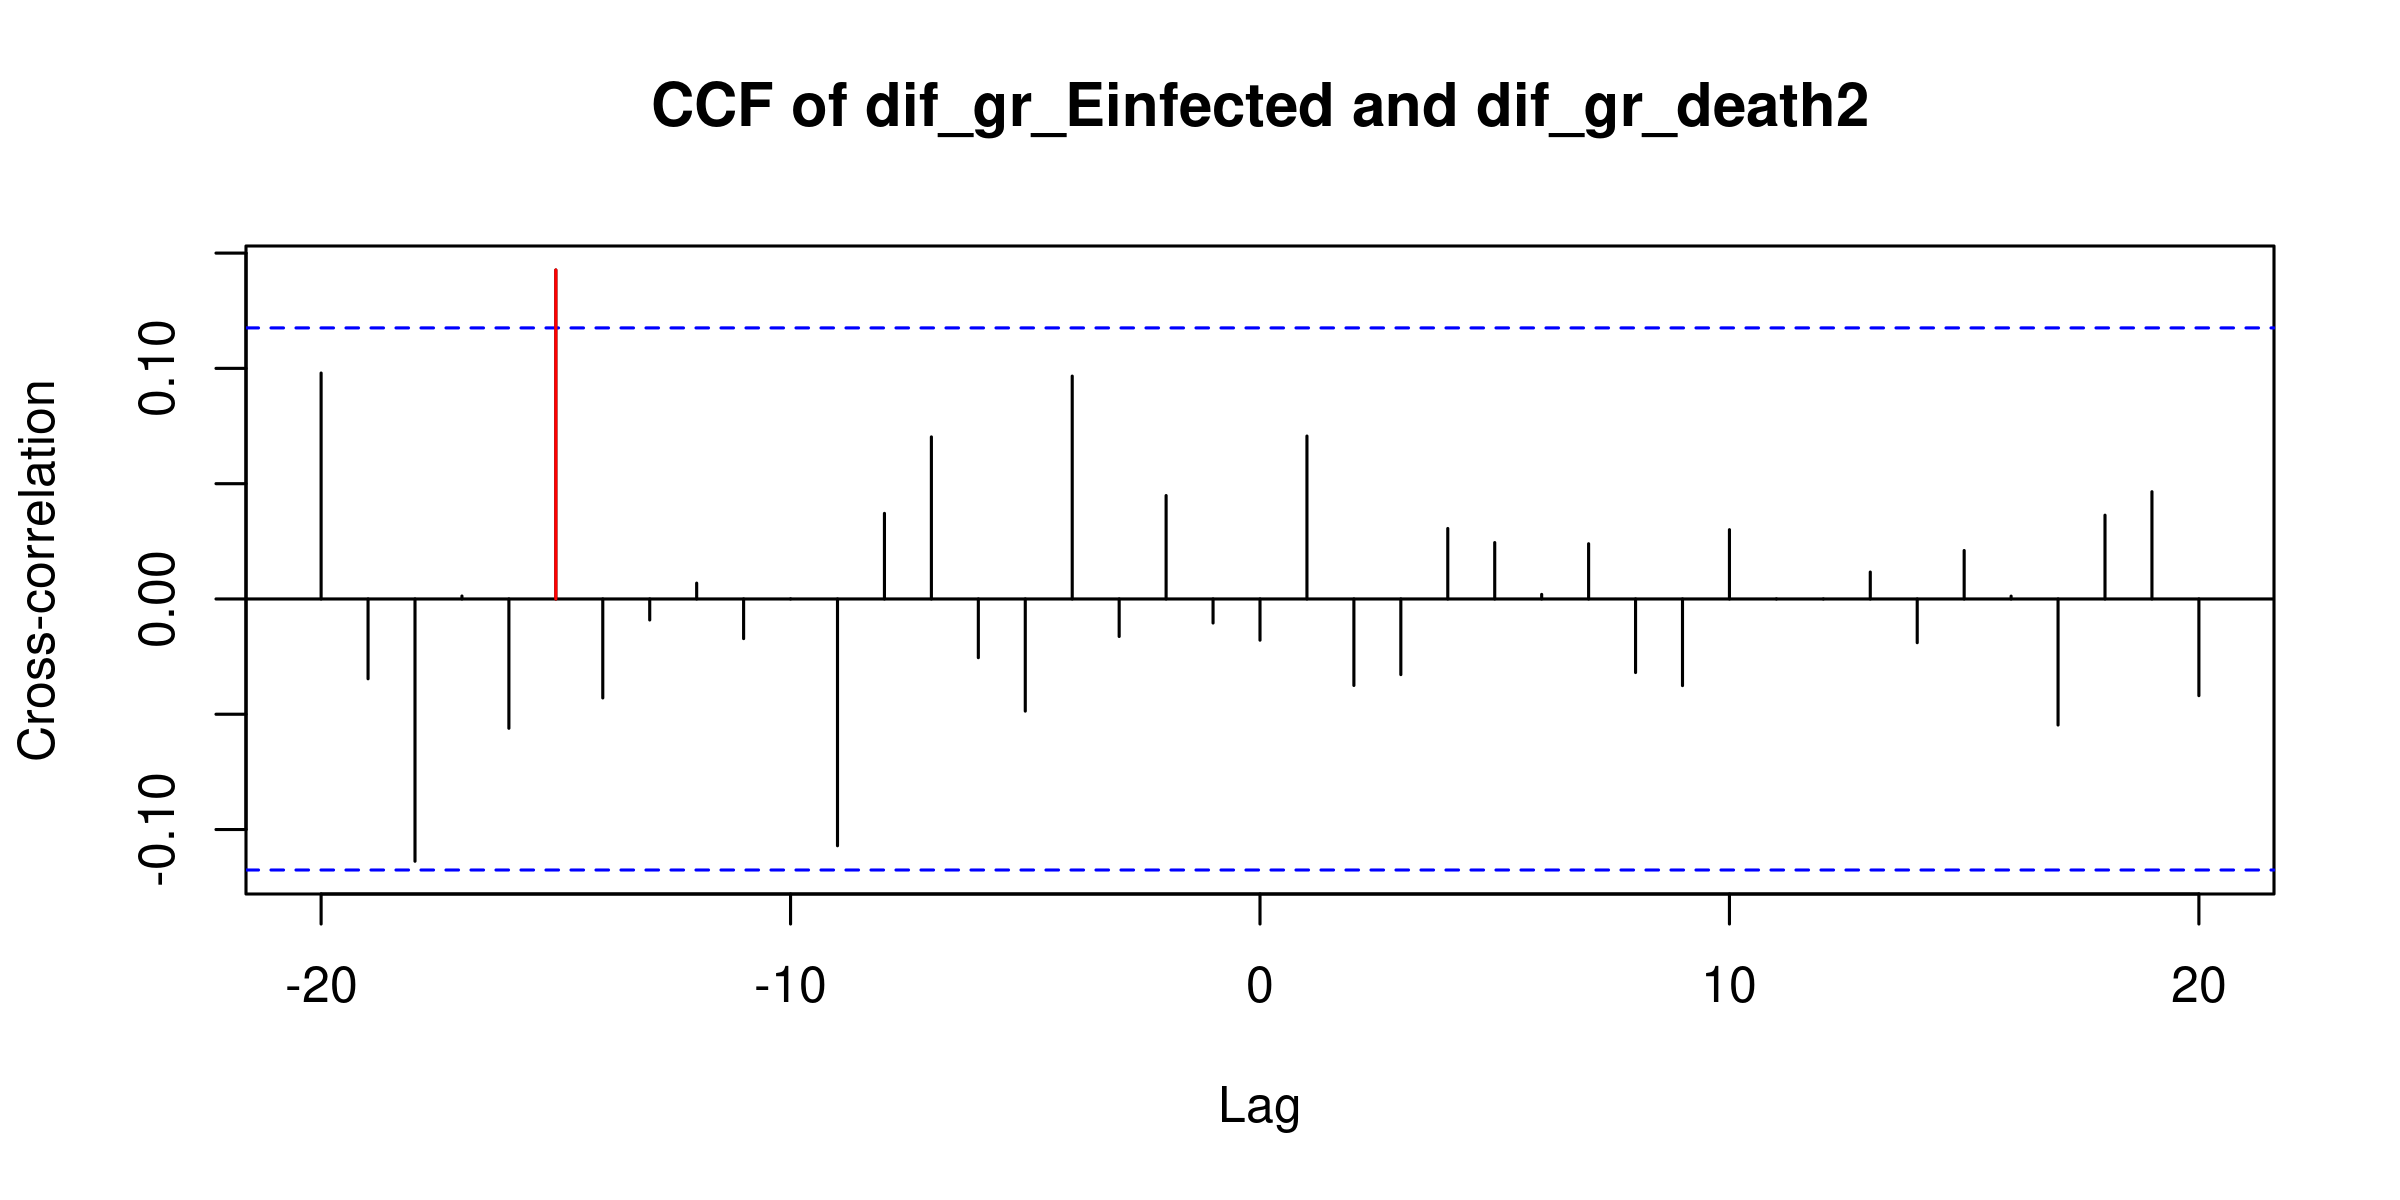 CCF of dif_gr_Einfected and dif_gr_death2
Cross-correlation
0.10
0.00
-0.10
-20 -10 0 10 20
Lag